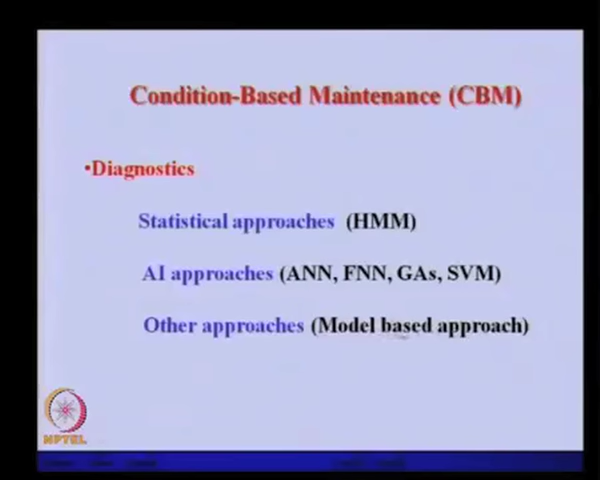 Condition-Based Maintenance (CBM)
•Diagnostics
Statistical approaches (HMM)
AI approaches (ANN, FNN, GAs, SVM)
Other approaches (Model based approach)
NPTEL